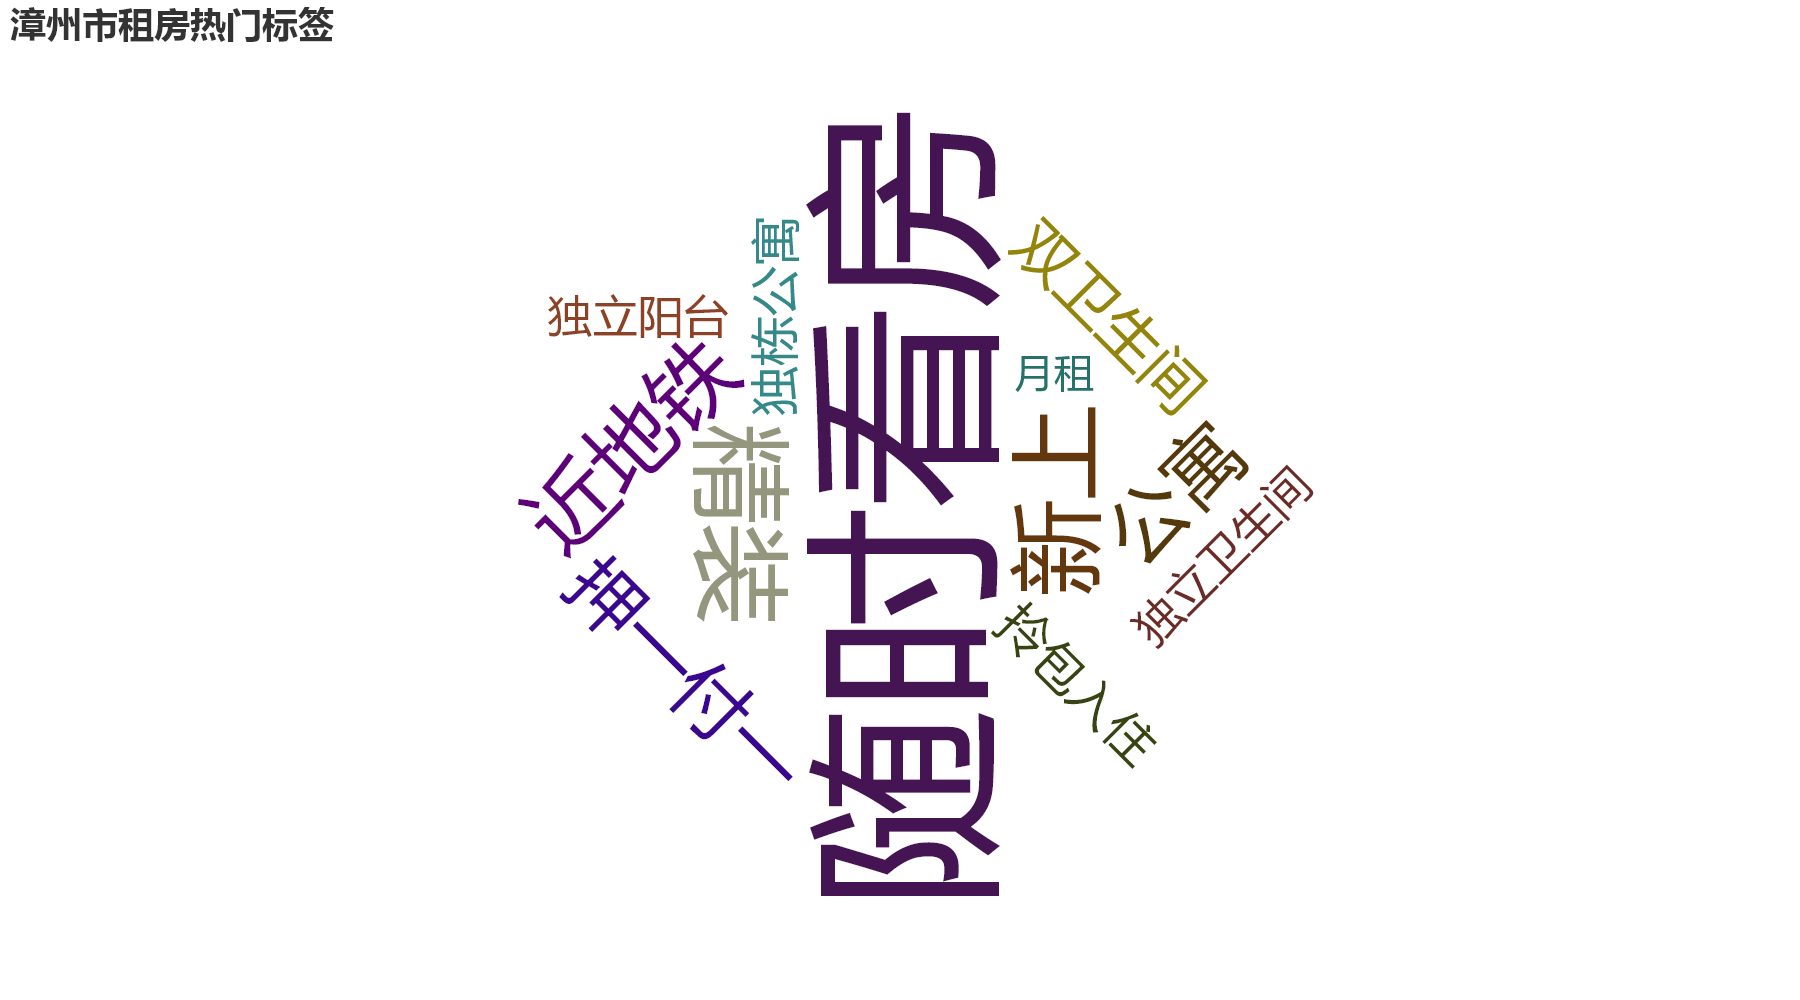 漳州市租房热门标签
随时看房
双卫生间
独栋公寓
独立阳台
近地铁
月租
新上
精装
公寓
独立卫生间
押一付一
拎包入住